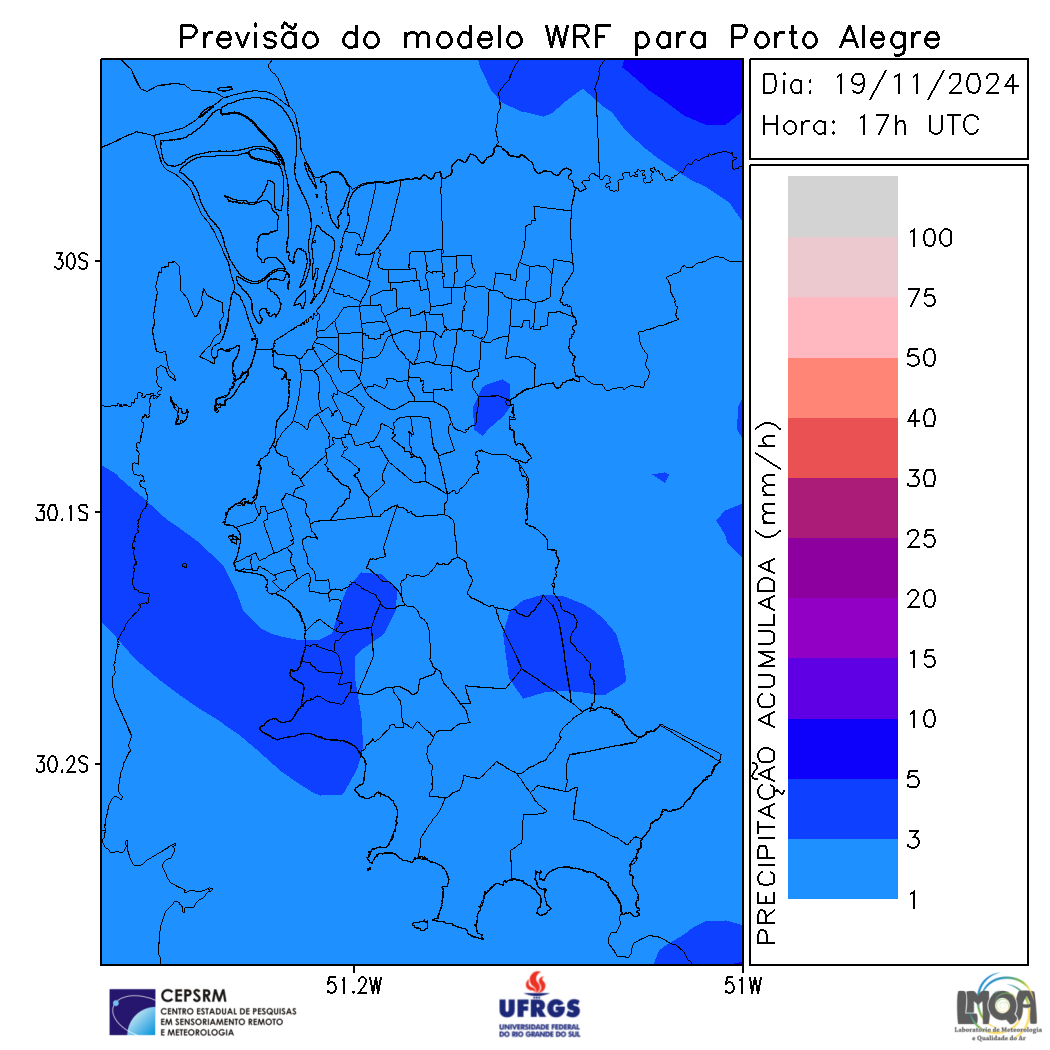 Previsão do modelo WRF para Porto Alegre
Dia: 19/11/2024
Hora: 17h UTC
30S
30.1S
30.2S
51.2W
51W
PRECIPITAÇÃO ACUMULADA (mm/h)
100
75
50
40
30
25
20
15
10
5
3
1
CEPSRM
CENTRO ESTADUAL DE PESQUISAS
EM SENSORIAMENTO REMOTO
E METEOROLOGIA
UFRGS
UNIVERSIDADE FEDERAL
DO RIO GRANDE DO SUL
LMQA
Laboratório de Meteorologia
e Qualidade do Ar